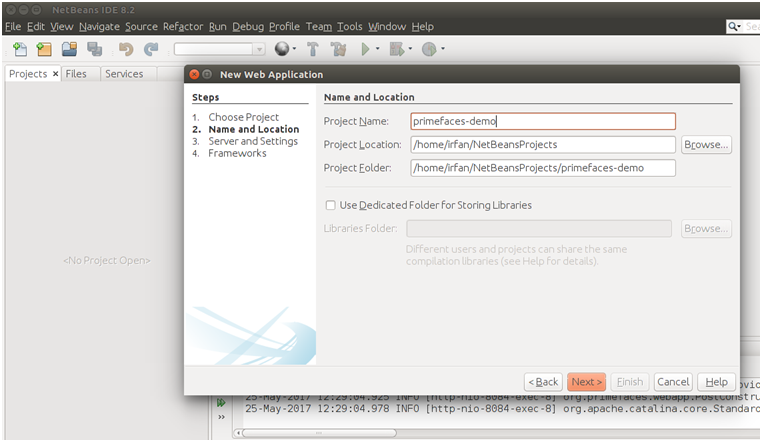 NetBeans IDE 8.2
File Edit View Navigate Source Refactor Run Debug Profile Team Tools Window Help
Projects Files Services
<No Project Open>
New Web Application
Steps
1. Choose Project
2. Name and Location
3. Server and Settings
4. Frameworks
Name and Location
Project Name: primefaces-demo
Project Location: /home/irfan/NetBeansProjects Browse...
Project Folder: /home/irfan/NetBeansProjects/primefaces-demo
Use Dedicated Folder for Storing Libraries
Libraries Folder: Browse...
Different users and projects can share the same
compilation libraries (see Help for details).
< Back Next > Finish Cancel Help
25-May-2017 12:29:04.925 INFO [http-nio-8084-exec-8] org.primefaces.webapp.PostConstru
25-May-2017 12:29:04.978 INFO [http-nio-8084-exec-8] org.apache.catalina.core.Standard